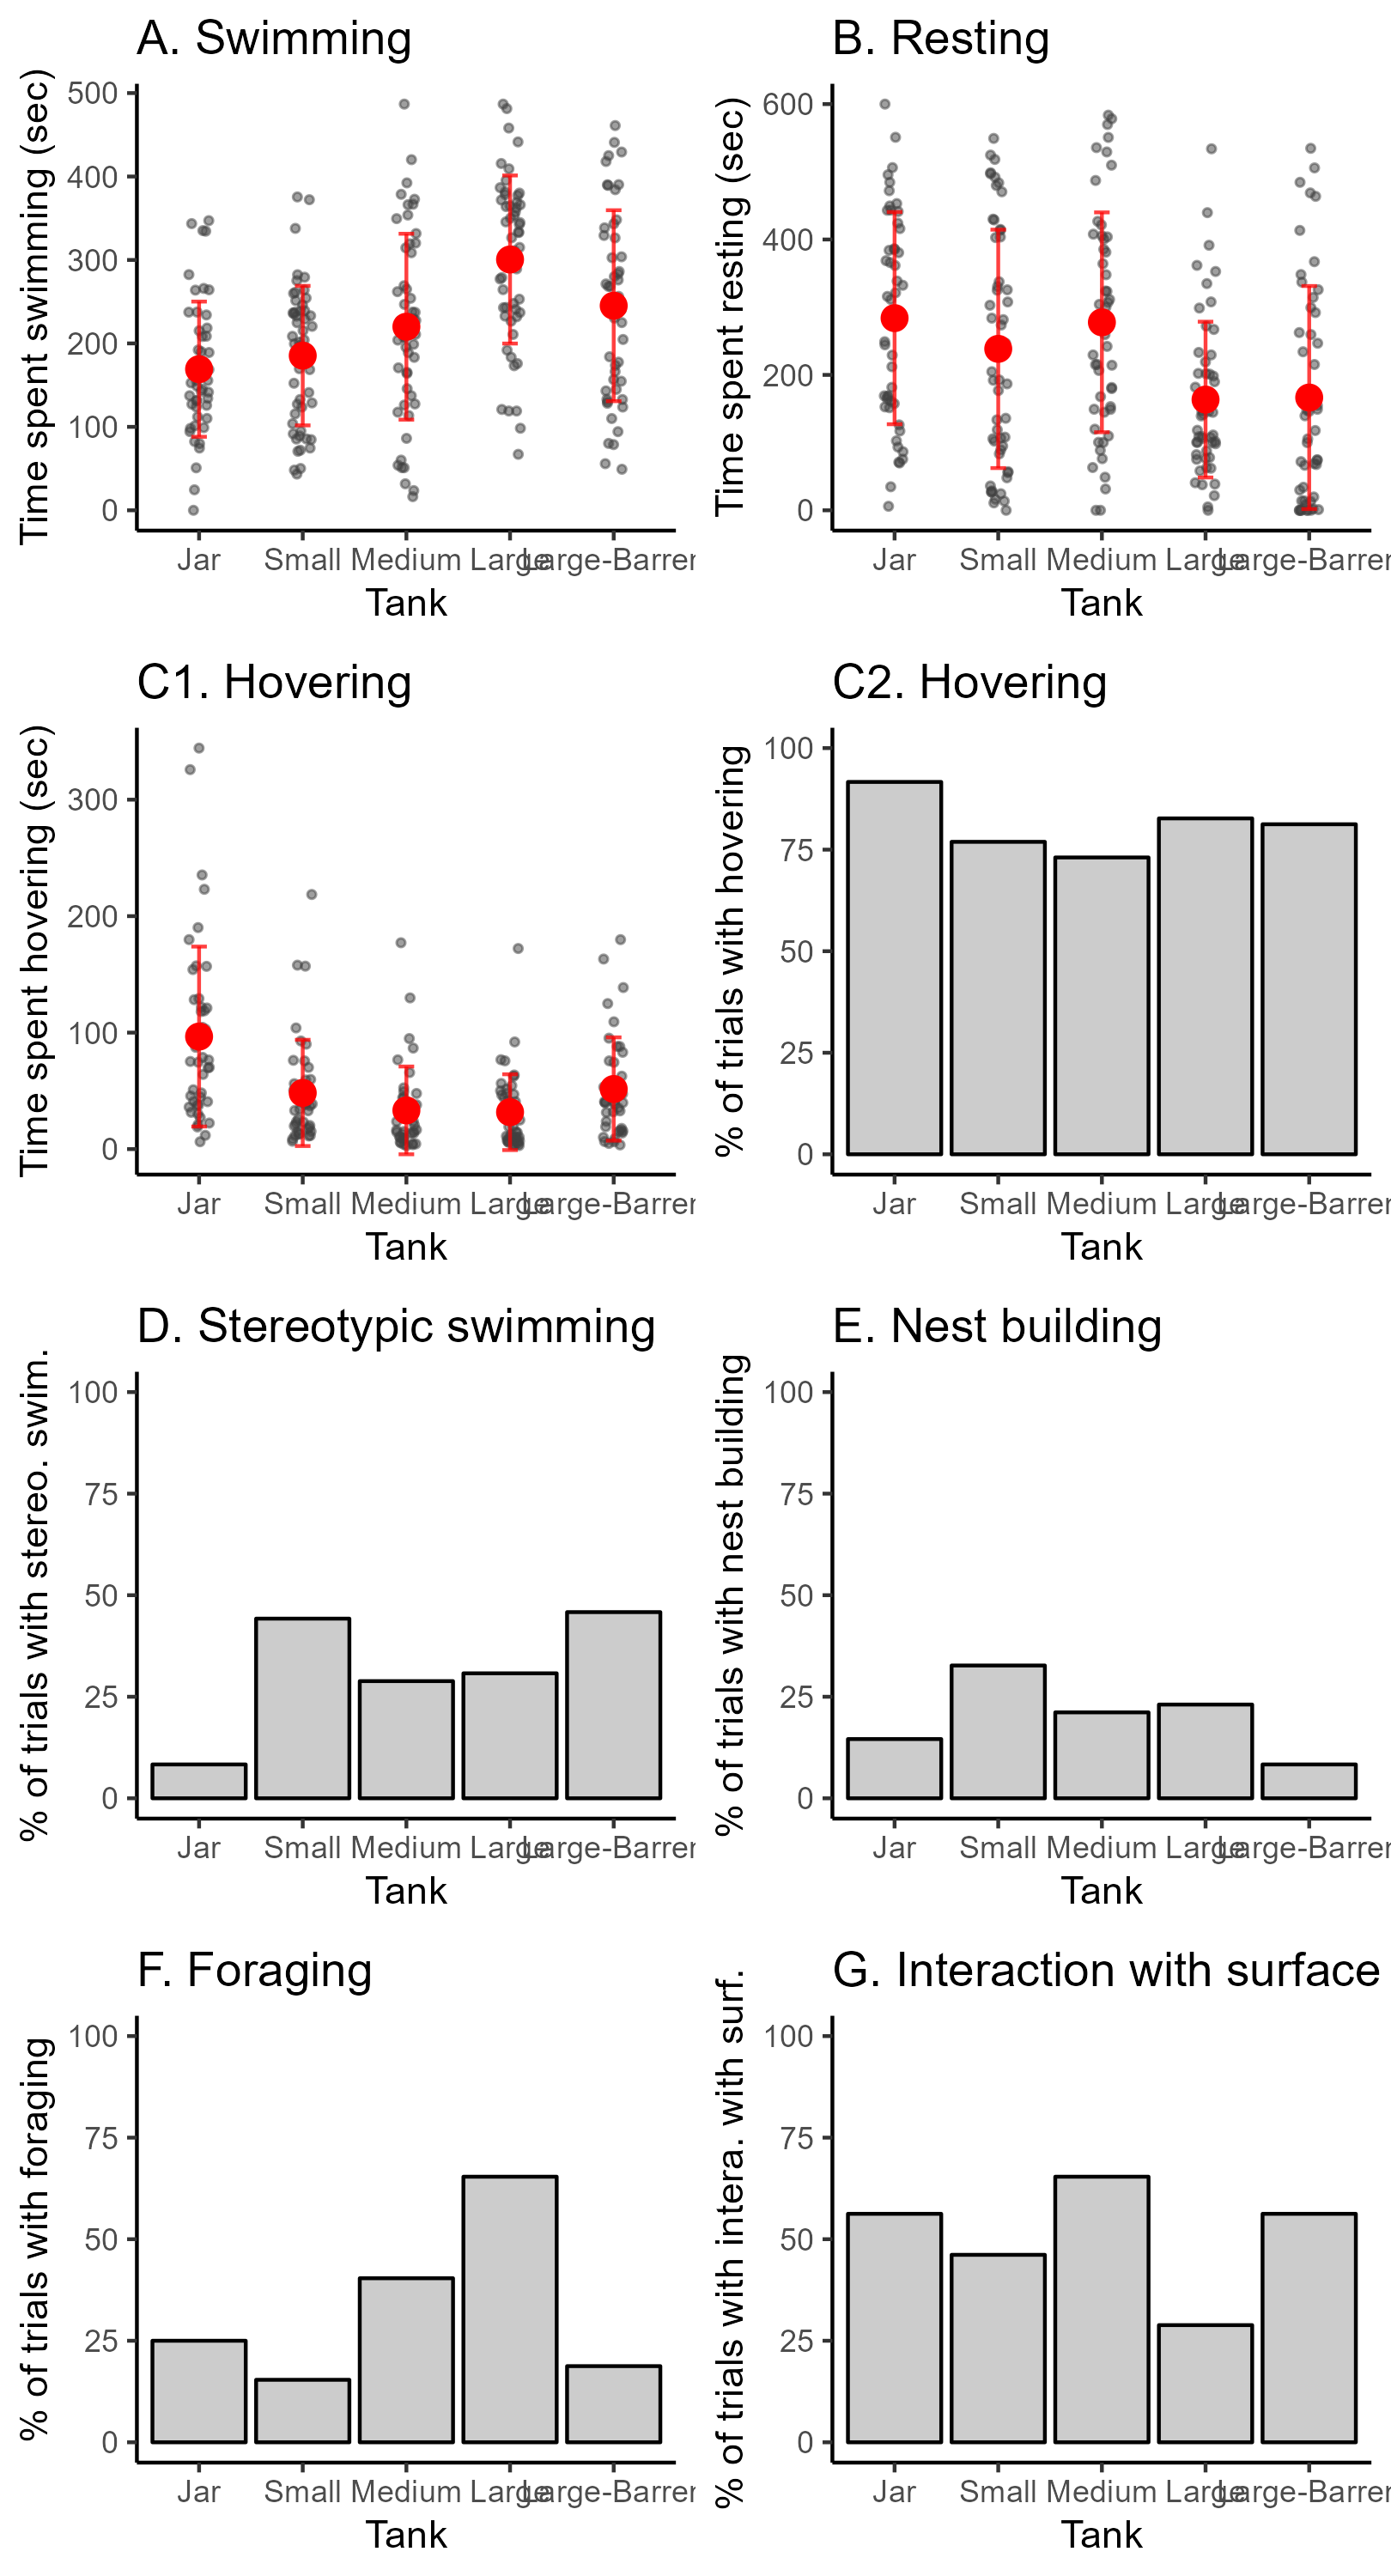 A. Swimming
Time spent swimming (sec)
500
400
300
200
100
0
Jar Small Medium Large Large-Barren
Tank
B. Resting
Time spent resting (sec)
600
400
200
0
Jar Small Medium Large Large-Barren
Tank
C1. Hovering
Time spent hovering (sec)
300
200
100
0
Jar Small Medium Large Large-Barren
Tank
C2. Hovering
% of trials with hovering
100
75
50
25
0
Jar Small Medium Large Large-Barren
Tank
D. Stereotypic swimming
% of trials with stereo. swim.
100
75
50
25
0
Jar Small Medium Large Large-Barren
Tank
E. Nest building
% of trials with nest building
100
75
50
25
0
Jar Small Medium Large Large-Barren
Tank
F. Foraging
% of trials with foraging
100
75
50
25
0
Jar Small Medium Large Large-Barren
Tank
G. Interaction with surface
% of trials with intera. with surf.
100
75
50
25
0
Jar Small Medium Large Large-Barren
Tank